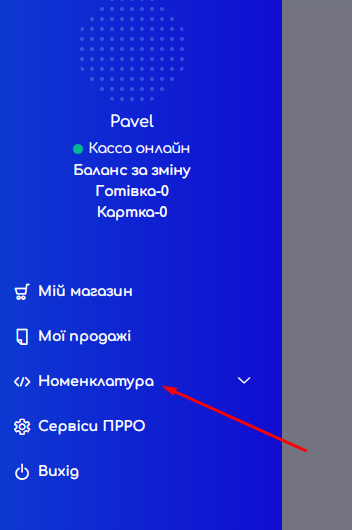 Pavel
Касса онлайн
Баланс за зміну
Готівка-0
Картка-0
Мій магазин
Мої продажі
Номенклатура
Сервіси ПРРО
Вихід